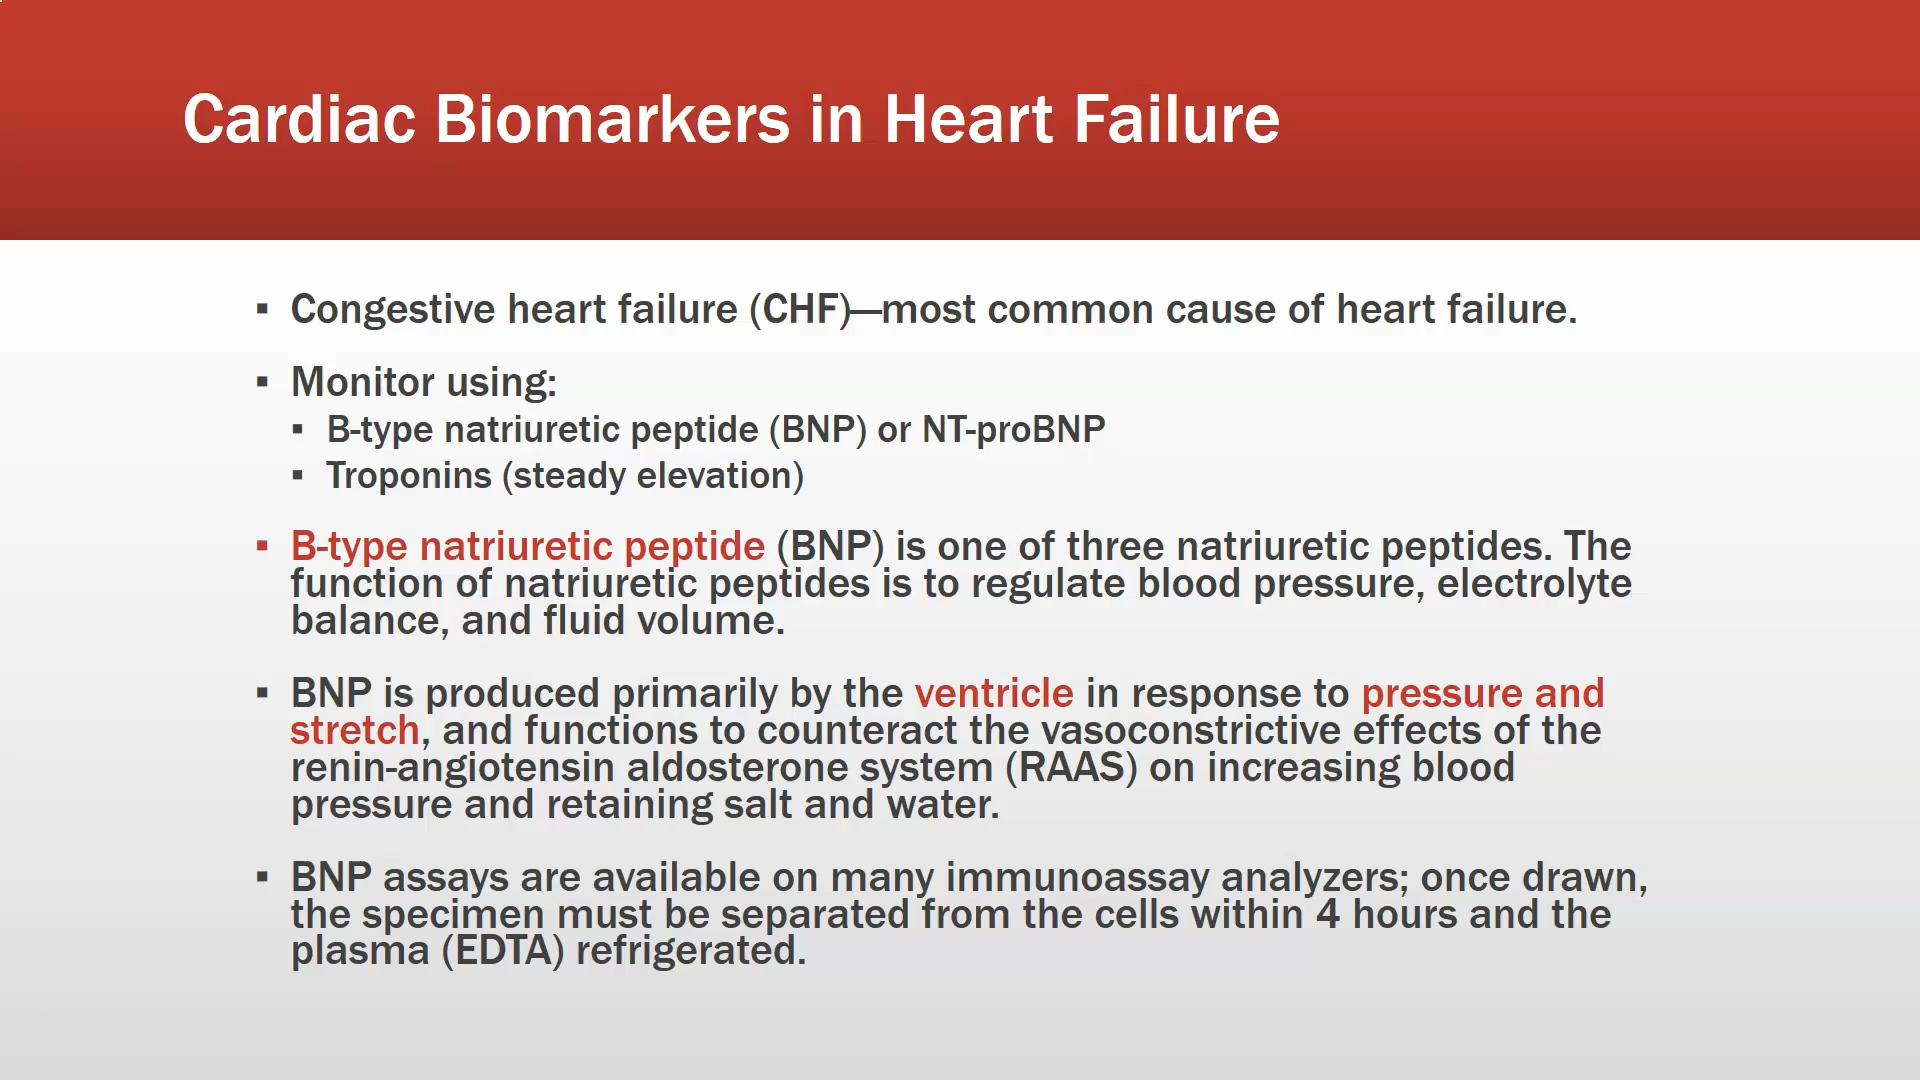 Cardiac Biomarkers in Heart Failure
▪ Congestive heart failure (CHF)—most common cause of heart failure.
▪ Monitor using:
▪ B-type natriuretic peptide (BNP) or NT-proBNP
▪ Troponins (steady elevation)
▪ B-type natriuretic peptide (BNP) is one of three natriuretic peptides. The
function of natriuretic peptides is to regulate blood pressure, electrolyte
balance, and fluid volume.
▪ BNP is produced primarily by the ventricle in response to pressure and
stretch, and functions to counteract the vasoconstrictive effects of the
renin-angiotensin aldosterone system (RAAS) on increasing blood
pressure and retaining salt and water.
▪ BNP assays are available on many immunoassay analyzers; once drawn,
the specimen must be separated from the cells within 4 hours and the
plasma (EDTA) refrigerated.